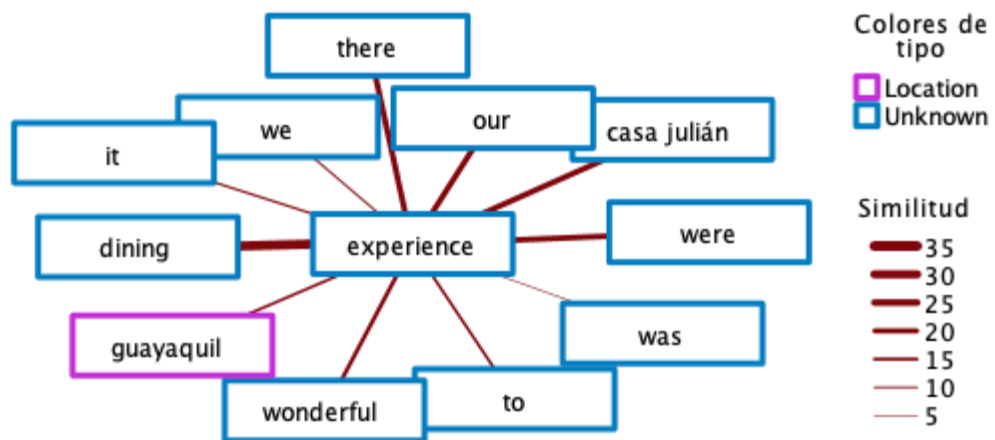 there
Colores de
tipo
Location
Unknown
we
our
casa julián
it
dining
experience
were
Similitud
35
30
25
20
15
10
5
guayaquil
was
wonderful
to